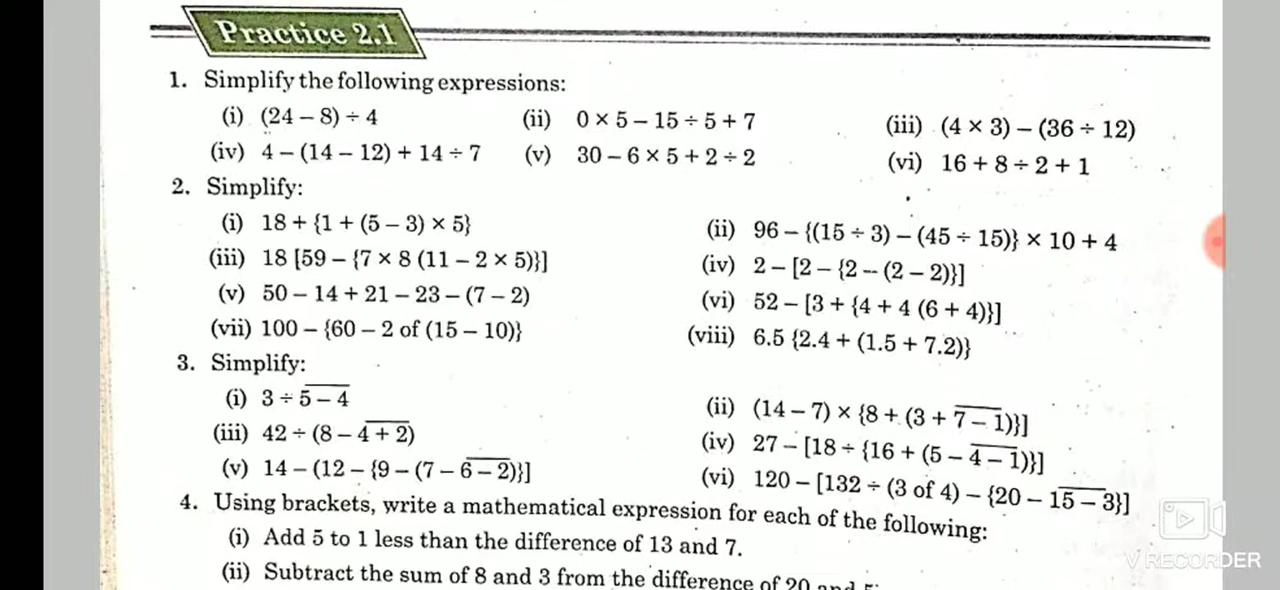 Practice 2.1
1. Simplify the following expressions:
(i) (24 – 8) ÷ 4 (ii) 0 × 5 – 15 ÷ 5 + 7 (iii) (4 × 3) – (36 ÷ 12)
(iv) 4 – (14 – 12) + 14 ÷ 7 (v) 30 – 6 × 5 + 2 ÷ 2 (vi) 16 + 8 ÷ 2 + 1
2. Simplify:
(i) 18 + {1 + (5 – 3) × 5} (ii) 96 – {(15 ÷ 3) – (45 ÷ 15)} × 10 + 4
(iii) 18 [59 – {7 × 8 (11 – 2 × 5)}] (iv) 2 – [2 – {2 -- (2 – 2)}]
(v) 50 – 14 + 21 – 23 – (7 – 2) (vi) 52 – [3 + {4 + 4 (6 + 4)}]
(vii) 100 – {60 – 2 of (15 – 10)} (viii) 6.5 {2.4 + (1.5 + 7.2)}
3. Simplify:
(i) 3 ÷ 5̅ ̅–̅ ̅4̅ (ii) (14 – 7) × {8 + (3 + 7̅ ̅–̅ ̅1̅)}]
(iii) 42 ÷ (8 – 4̅ ̅+̅ ̅2̅) (iv) 27 – [18 ÷ {16 + (5 – 4̅ ̅–̅ ̅1̅)}]
(v) 14 – (12 – {9 – (7 – 6̅ ̅–̅ ̅2̅)}] (vi) 120 – [132 ÷ (3 of 4) – {20 – 1̅5̅ ̅–̅ ̅3̅}]
4. Using brackets, write a mathematical expression for each of the following:
(i) Add 5 to 1 less than the difference of 13 and 7.
(ii) Subtract the sum of 8 and 3 from the difference of 20 and
V RECORDER